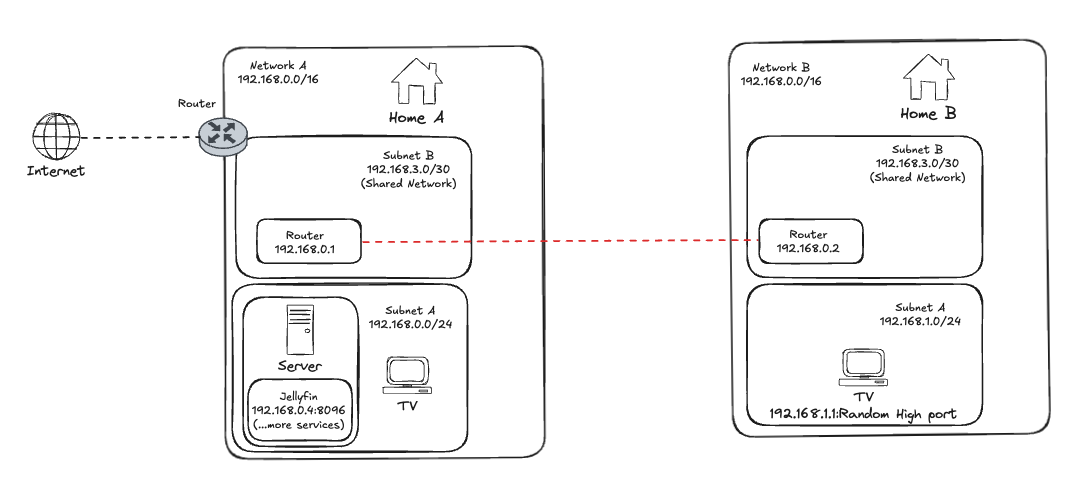 Internet
Router
Network A
192.168.0.0/16
Home A
Subnet B
192.168.3.0/30
(Shared Network)
Router
192.168.0.1
Server
Jellyfin
192.168.0.4:8096
(...more services)
Subnet A
192.168.0.0/24
TV
Network B
192.168.0.0/16
Home B
Subnet B
192.168.3.0/30
(Shared Network)
Router
192.168.0.2
Subnet A
192.168.1.0/24
TV
192.168.1.1:Random High port